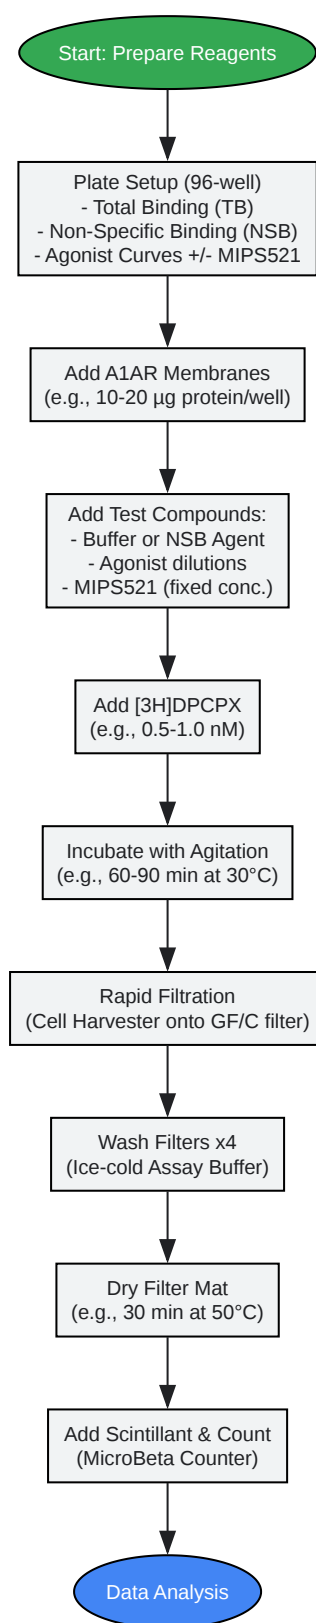 Start: Prepare Reagents
Plate Setup (96-well)
- Total Binding (TB)
- Non-Specific Binding (NSB)
- Agonist Curves +/- MIPS521
Add A1AR Membranes
(e.g., 10-20 µg protein/well)
Add Test Compounds:
- Buffer or NSB Agent
- Agonist dilutions
- MIPS521 (fixed conc.)
Add [3H]DPCPX
(e.g., 0.5-1.0 nM)
Incubate with Agitation
(e.g., 60-90 min at 30°C)
Rapid Filtration
(Cell Harvester onto GF/C filter)
Wash Filters x4
(Ice-cold Assay Buffer)
Dry Filter Mat
(e.g., 30 min at 50°C)
Add Scintillant & Count
(MicroBeta Counter)
Data Analysis